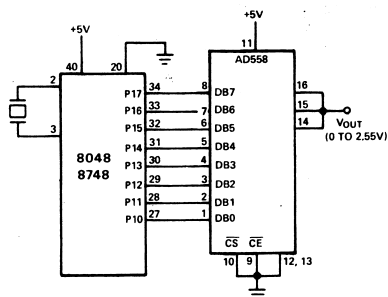 +5V
+5V
40
20
11
AD558
2
3
8048
8748
P17 34 8 DB7 16
P16 33 7 DB6
15
P15 32 6 DB5
14
VOUT
(0 TO 2.55V)
P14 31 5 DB4
P13 30 4 DB3
P12 29 3 DB2
P11 28 2 DB1
P10 27 1 DB0
CS CE
10 9 12, 13